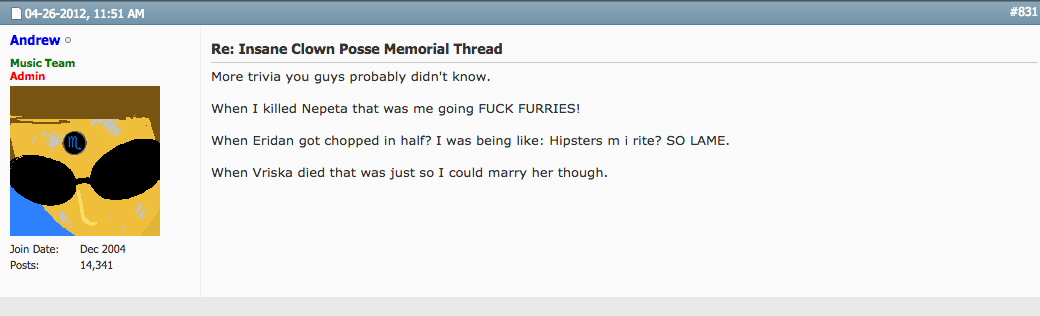 04-26-2012, 11:51 AM
#831
Andrew
Music Team
Admin
Join Date: Dec 2004
Posts: 14,341
Re: Insane Clown Posse Memorial Thread
More trivia you guys probably didn't know.
When I killed Nepeta that was me going FUCK FURRIES!
When Eridan got chopped in half? I was being like: Hipsters m i rite? SO LAME.
When Vriska died that was just so I could marry her though.